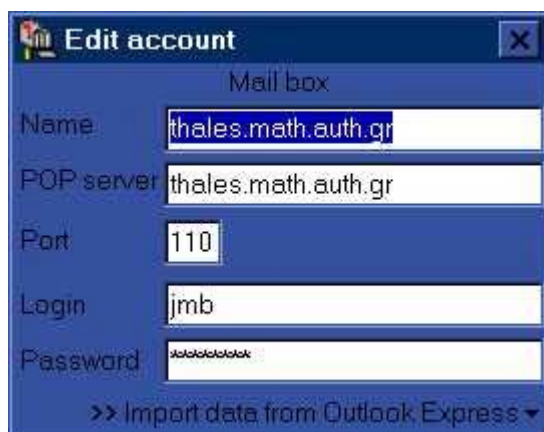 Edit account
Mail box
Name thales.math.auth.gr
POP server thales.math.auth.gr
Port 110
Login jmb
Password *********
>> Import data from Outlook Express